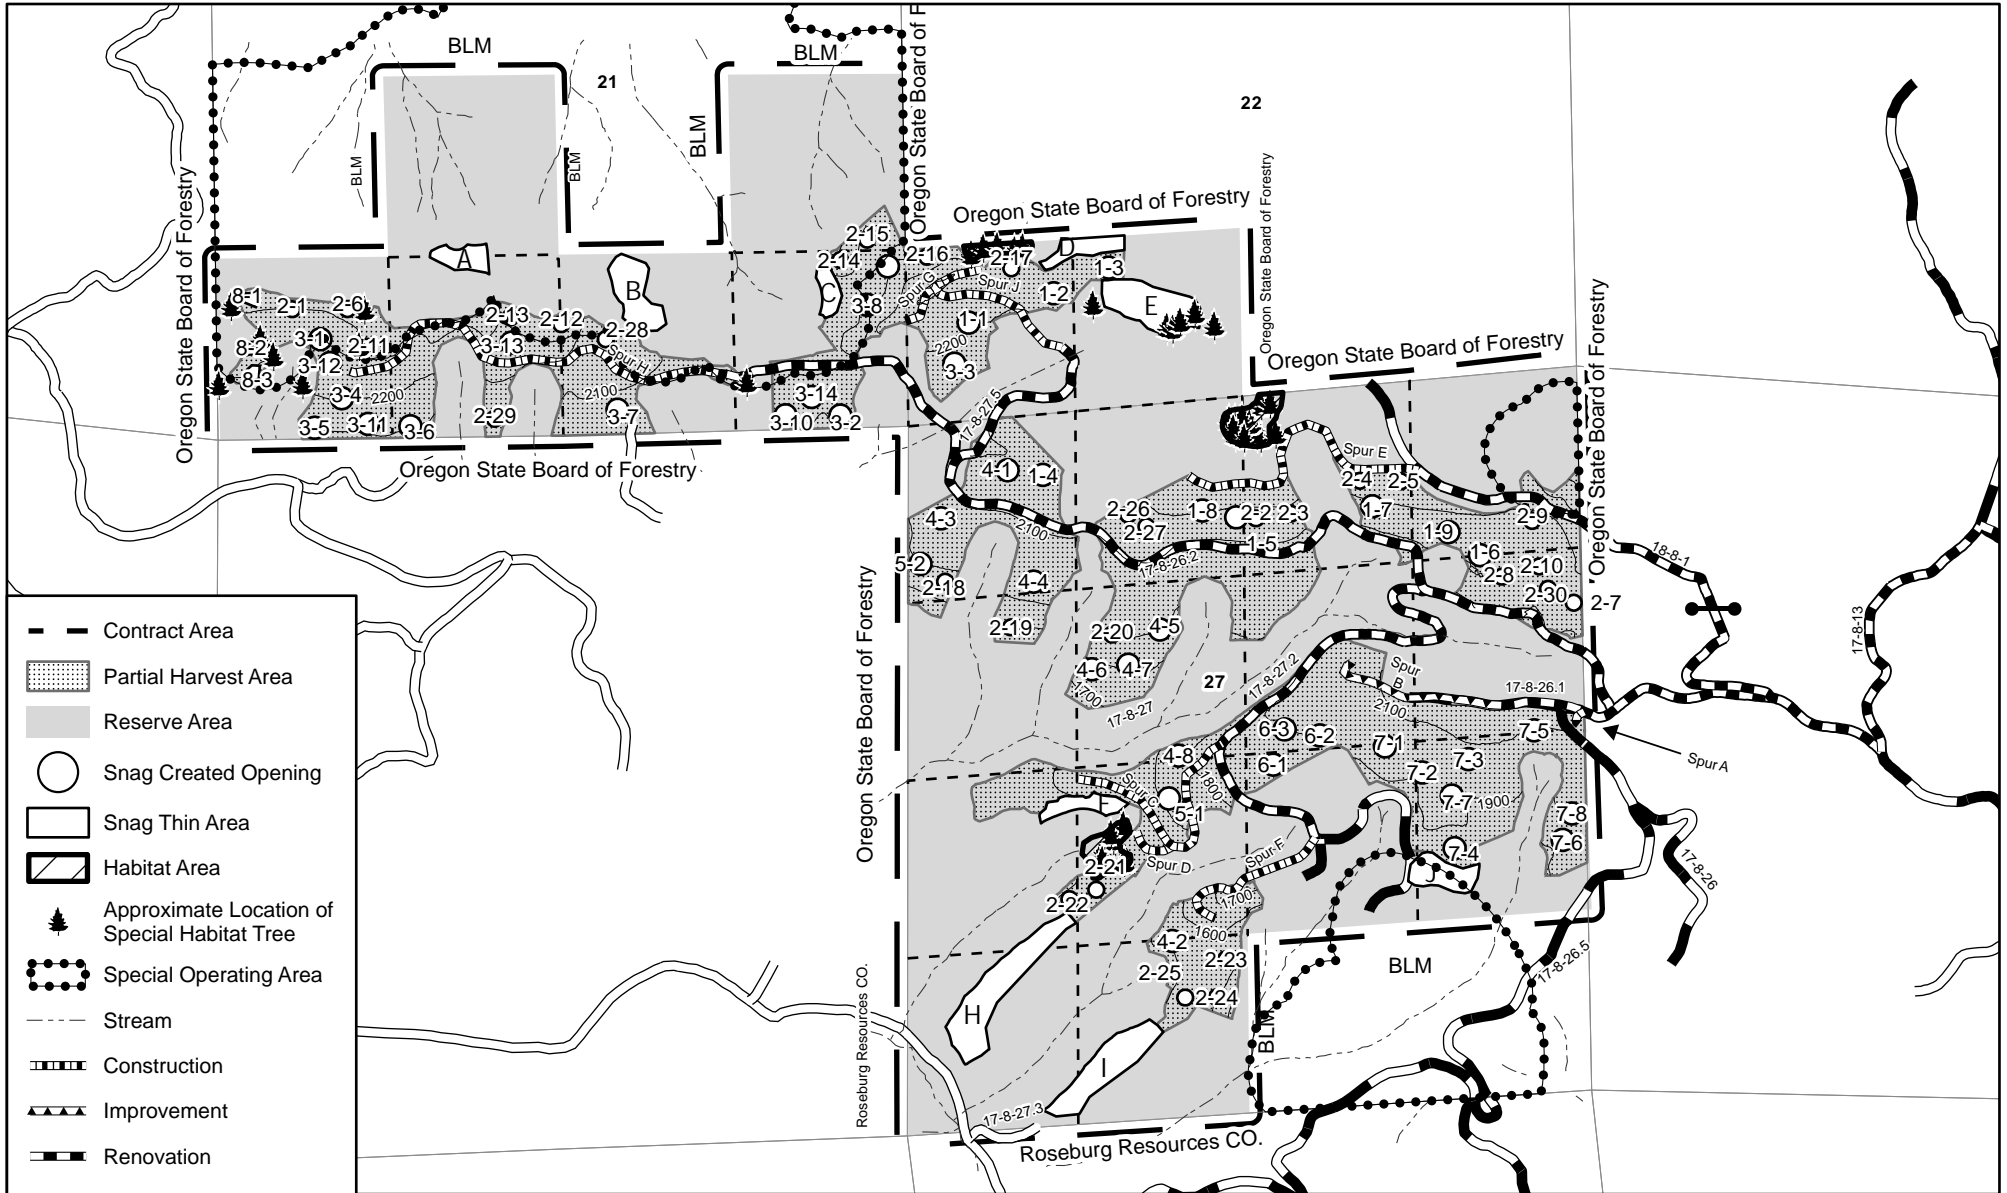 BLM
BLM
21
22
BLM
BLM
BLM
Oregon State Board of F
Oregon State Board of Forestry
Oregon State Board of Forestry
Oregon State Board of Forestry
Oregon State Board of Forestry
Oregon State Board of Forestry
Oregon State Board of Forestry
A
B
C
D
E
2-15
2-14
2-16
2-17
1-3
1-2
3-8
Spur G
Spur J
1-1
2200
3-3
8-1
2-1
2-6
2-13
2-12
2-28
8-2
3-1
2-11
3-13
Spur H
8-3
3-12
3-4
2200
2100
3-14
3-5
3-11
3-6
2-29
3-7
3-10
3-2
17-8-27.5
Oregon State Board of Forestry
4-1
1-4
Spur E
2-4
2-5
4-3
2100
2-26
2-27
1-8
2-2
2-3
1-7
1-9
2-9
1-5
17-8-26.2
5-2
2-18
4-4
1-6
2-8
2-10
2-30
2-7
18-8-1
17-8-13
2-19
2-20
4-5
4-6
4-7
1700
17-8-27
27
17-8-27.2
Spur
B
17-8-26.1
2100
Oregon State Board of Forestry
6-3
6-2
7-1
7-5
4-8
6-1
7-2
7-3
Spur A
1800
Spur C
F
5-1
7-7
1900
7-8
7-6
7-4
J
Spur D
Spur F
2-21
2-22
1700
1600
17-8-26
4-2
2-23
2-25
2-24
BLM
BLM
17-8-26.5
H
I
Roseburg Resources CO.
17-8-27.3
Roseburg Resources CO.
Contract Area
Partial Harvest Area
Reserve Area
Snag Created Opening
Snag Thin Area
Habitat Area
Approximate Location of
Special Habitat Tree
Special Operating Area
Stream
Construction
Improvement
Renovation